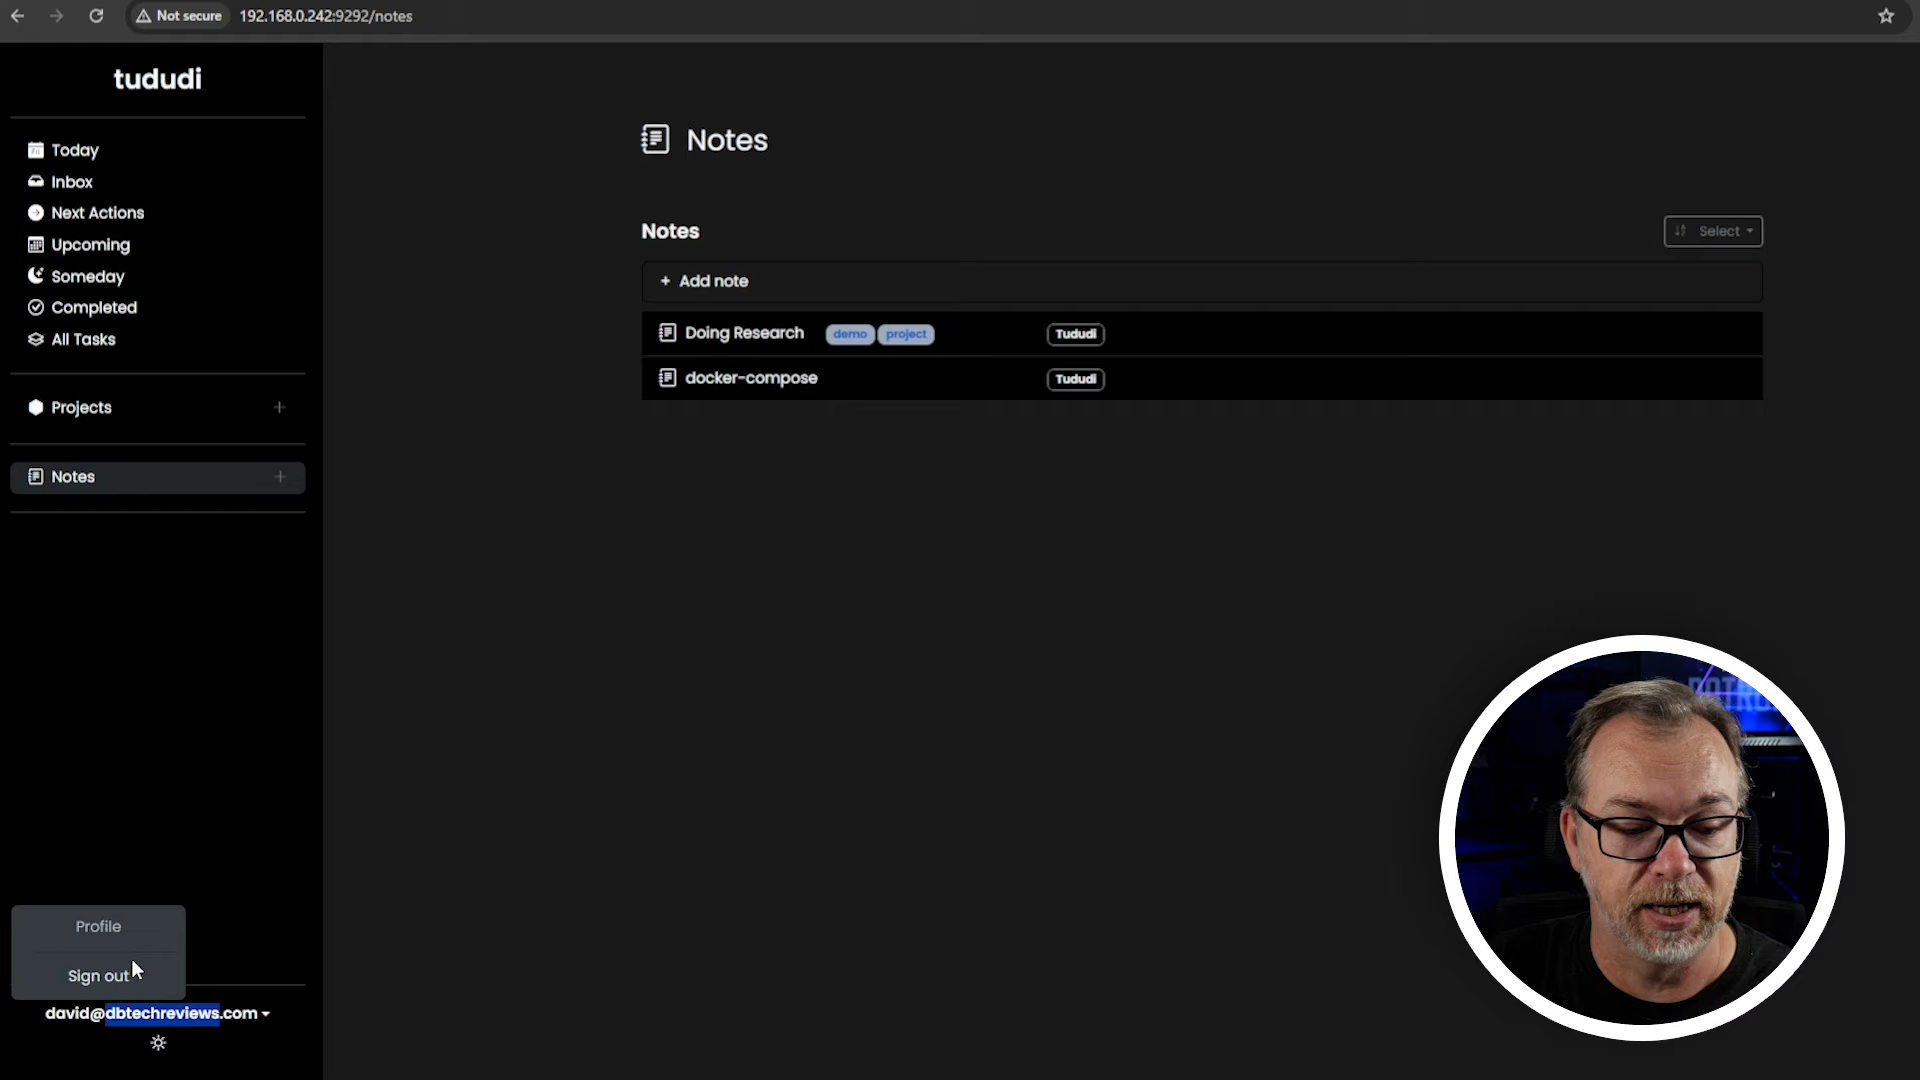 Not secure
192.168.0.242:9292/notes
tududi
Today
Inbox
Next Actions
Upcoming
Someday
Completed
All Tasks
Projects +
Notes +
Profile
Sign out
david@dbtechreviews.com
Notes
Notes
Select
+ Add note
Doing Research demo project Tududi
docker-compose Tududi